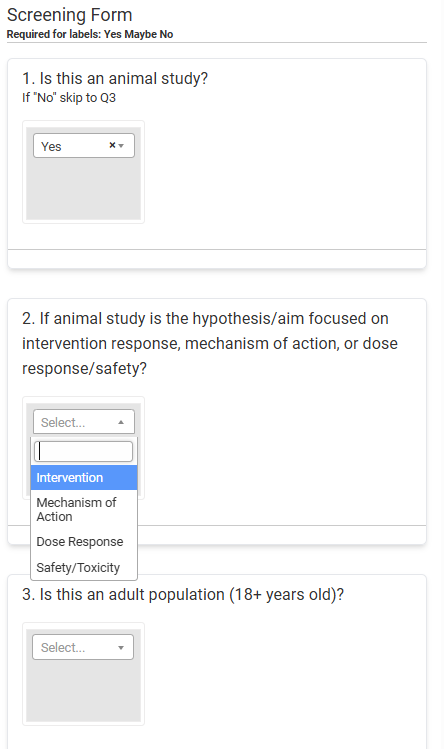 Screening Form
Required for labels: Yes Maybe No
1. Is this an animal study?
If "No" skip to Q3
Yes ×
2. If animal study is the hypothesis/aim focused on
intervention response, mechanism of action, or dose
response/safety?
Select...
Intervention
Mechanism of
Action
Dose Response
Safety/Toxicity
3. Is this an adult population (18+ years old)?
Select...